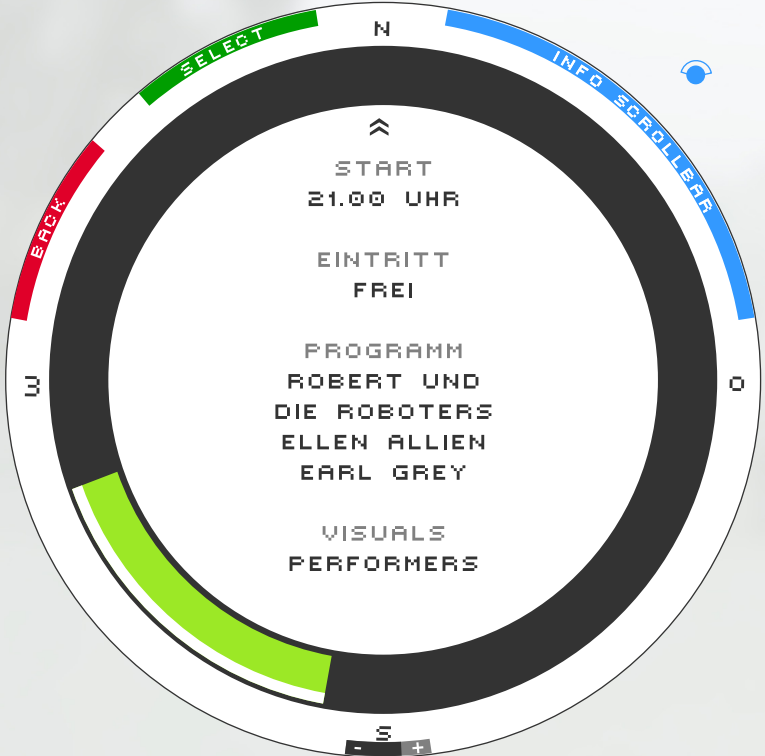 N
SELECT
INFO SCROLLBAR
BACK
START
21.00 UHR
EINTRITT
FREI
PROGRAMM
ROBERT UND
DIE ROBOTERS
ELLEN ALLIEN
EARL GREY
VISUALS
PERFORMERS
W
O
S
- +